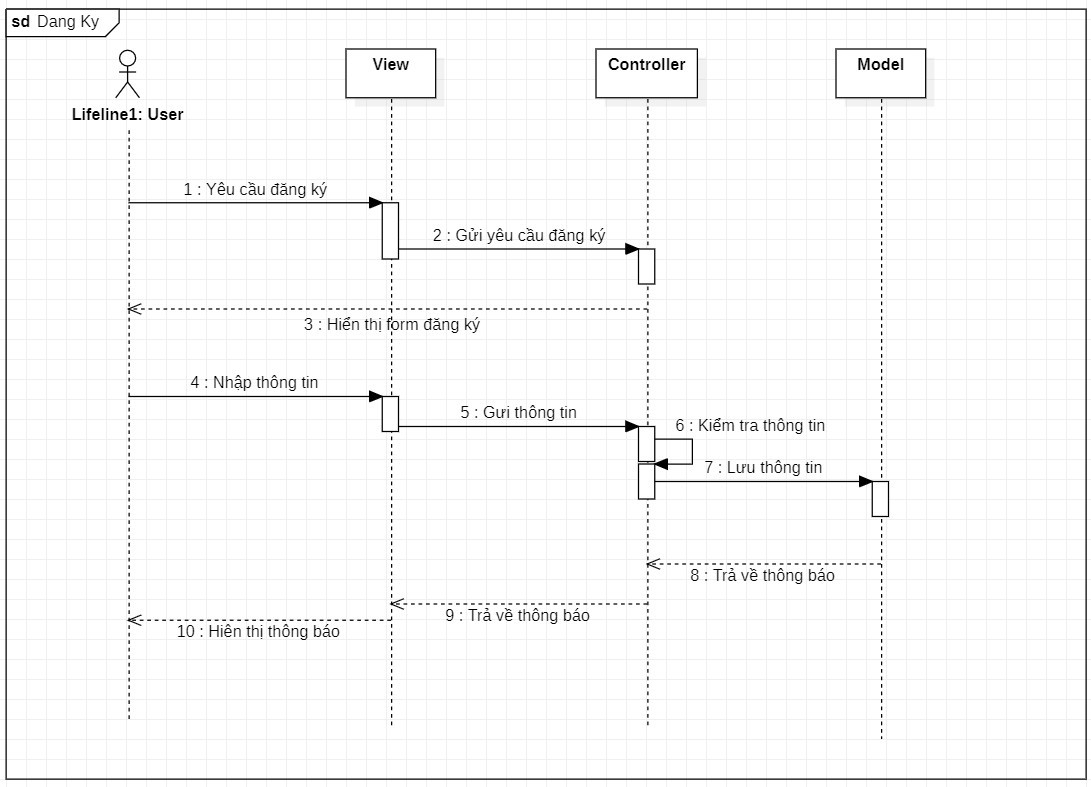 sd Dang Ky
Lifeline1: User
View
Controller
Model
1 : Yêu cầu đăng ký
2 : Gửi yêu cầu đăng ký
3 : Hiển thị form đăng ký
4 : Nhập thông tin
5 : Gưi thông tin
6 : Kiểm tra thông tin
7 : Lưu thông tin
8 : Trả về thông báo
9 : Trả về thông báo
10 : Hiên thị thông báo